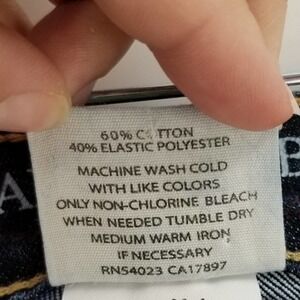 60% COTTON
40% ELASTIC POLYESTER
MACHINE WASH COLD
WITH LIKE COLORS
ONLY NON-CHLORINE BLEACH
WHEN NEEDED TUMBLE DRY
MEDIUM WARM IRON
IF NECESSARY
RN54023 CA17897